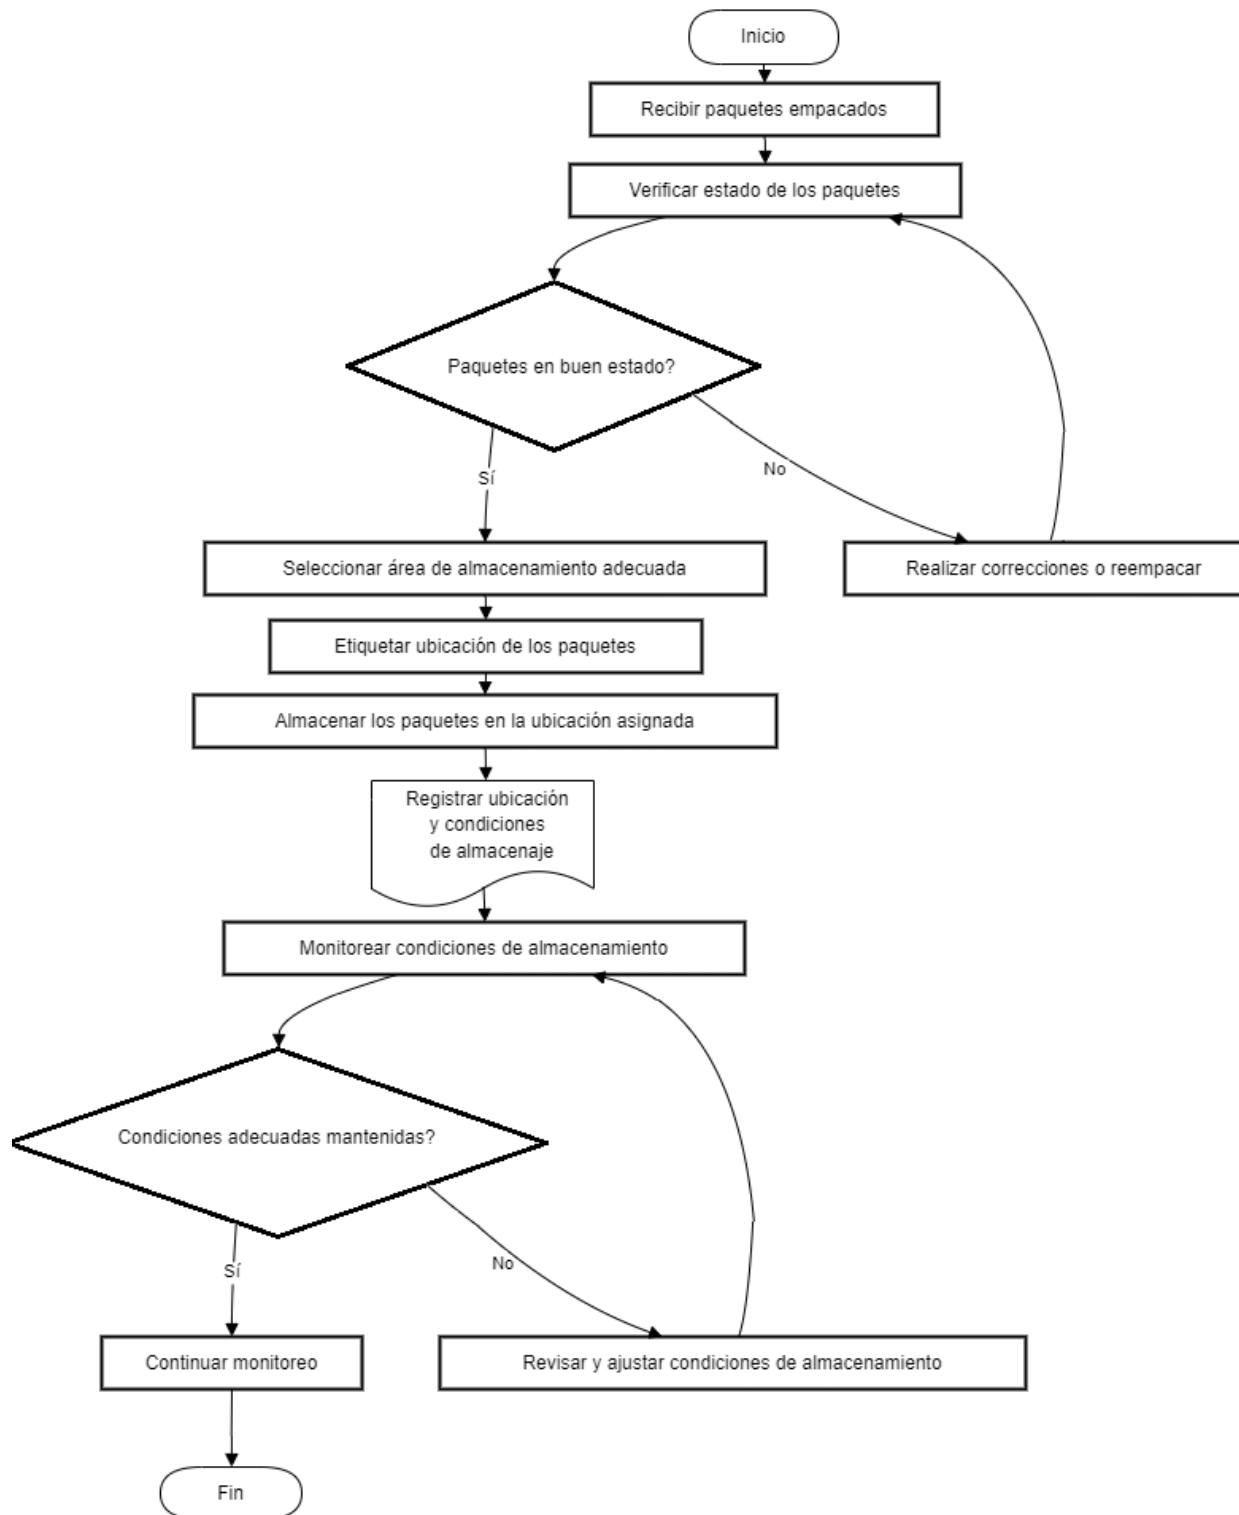 Inicio
Recibir paquetes empacados
Verificar estado de los paquetes
Paquetes en buen estado?
Sí
No
Seleccionar área de almacenamiento adecuada
Realizar correcciones o reempacar
Etiquetar ubicación de los paquetes
Almacenar los paquetes en la ubicación asignada
Registrar ubicación
y condiciones
de almacenaje
Monitorear condiciones de almacenamiento
Condiciones adecuadas mantenidas?
Sí
No
Continuar monitoreo
Revisar y ajustar condiciones de almacenamiento
Fin